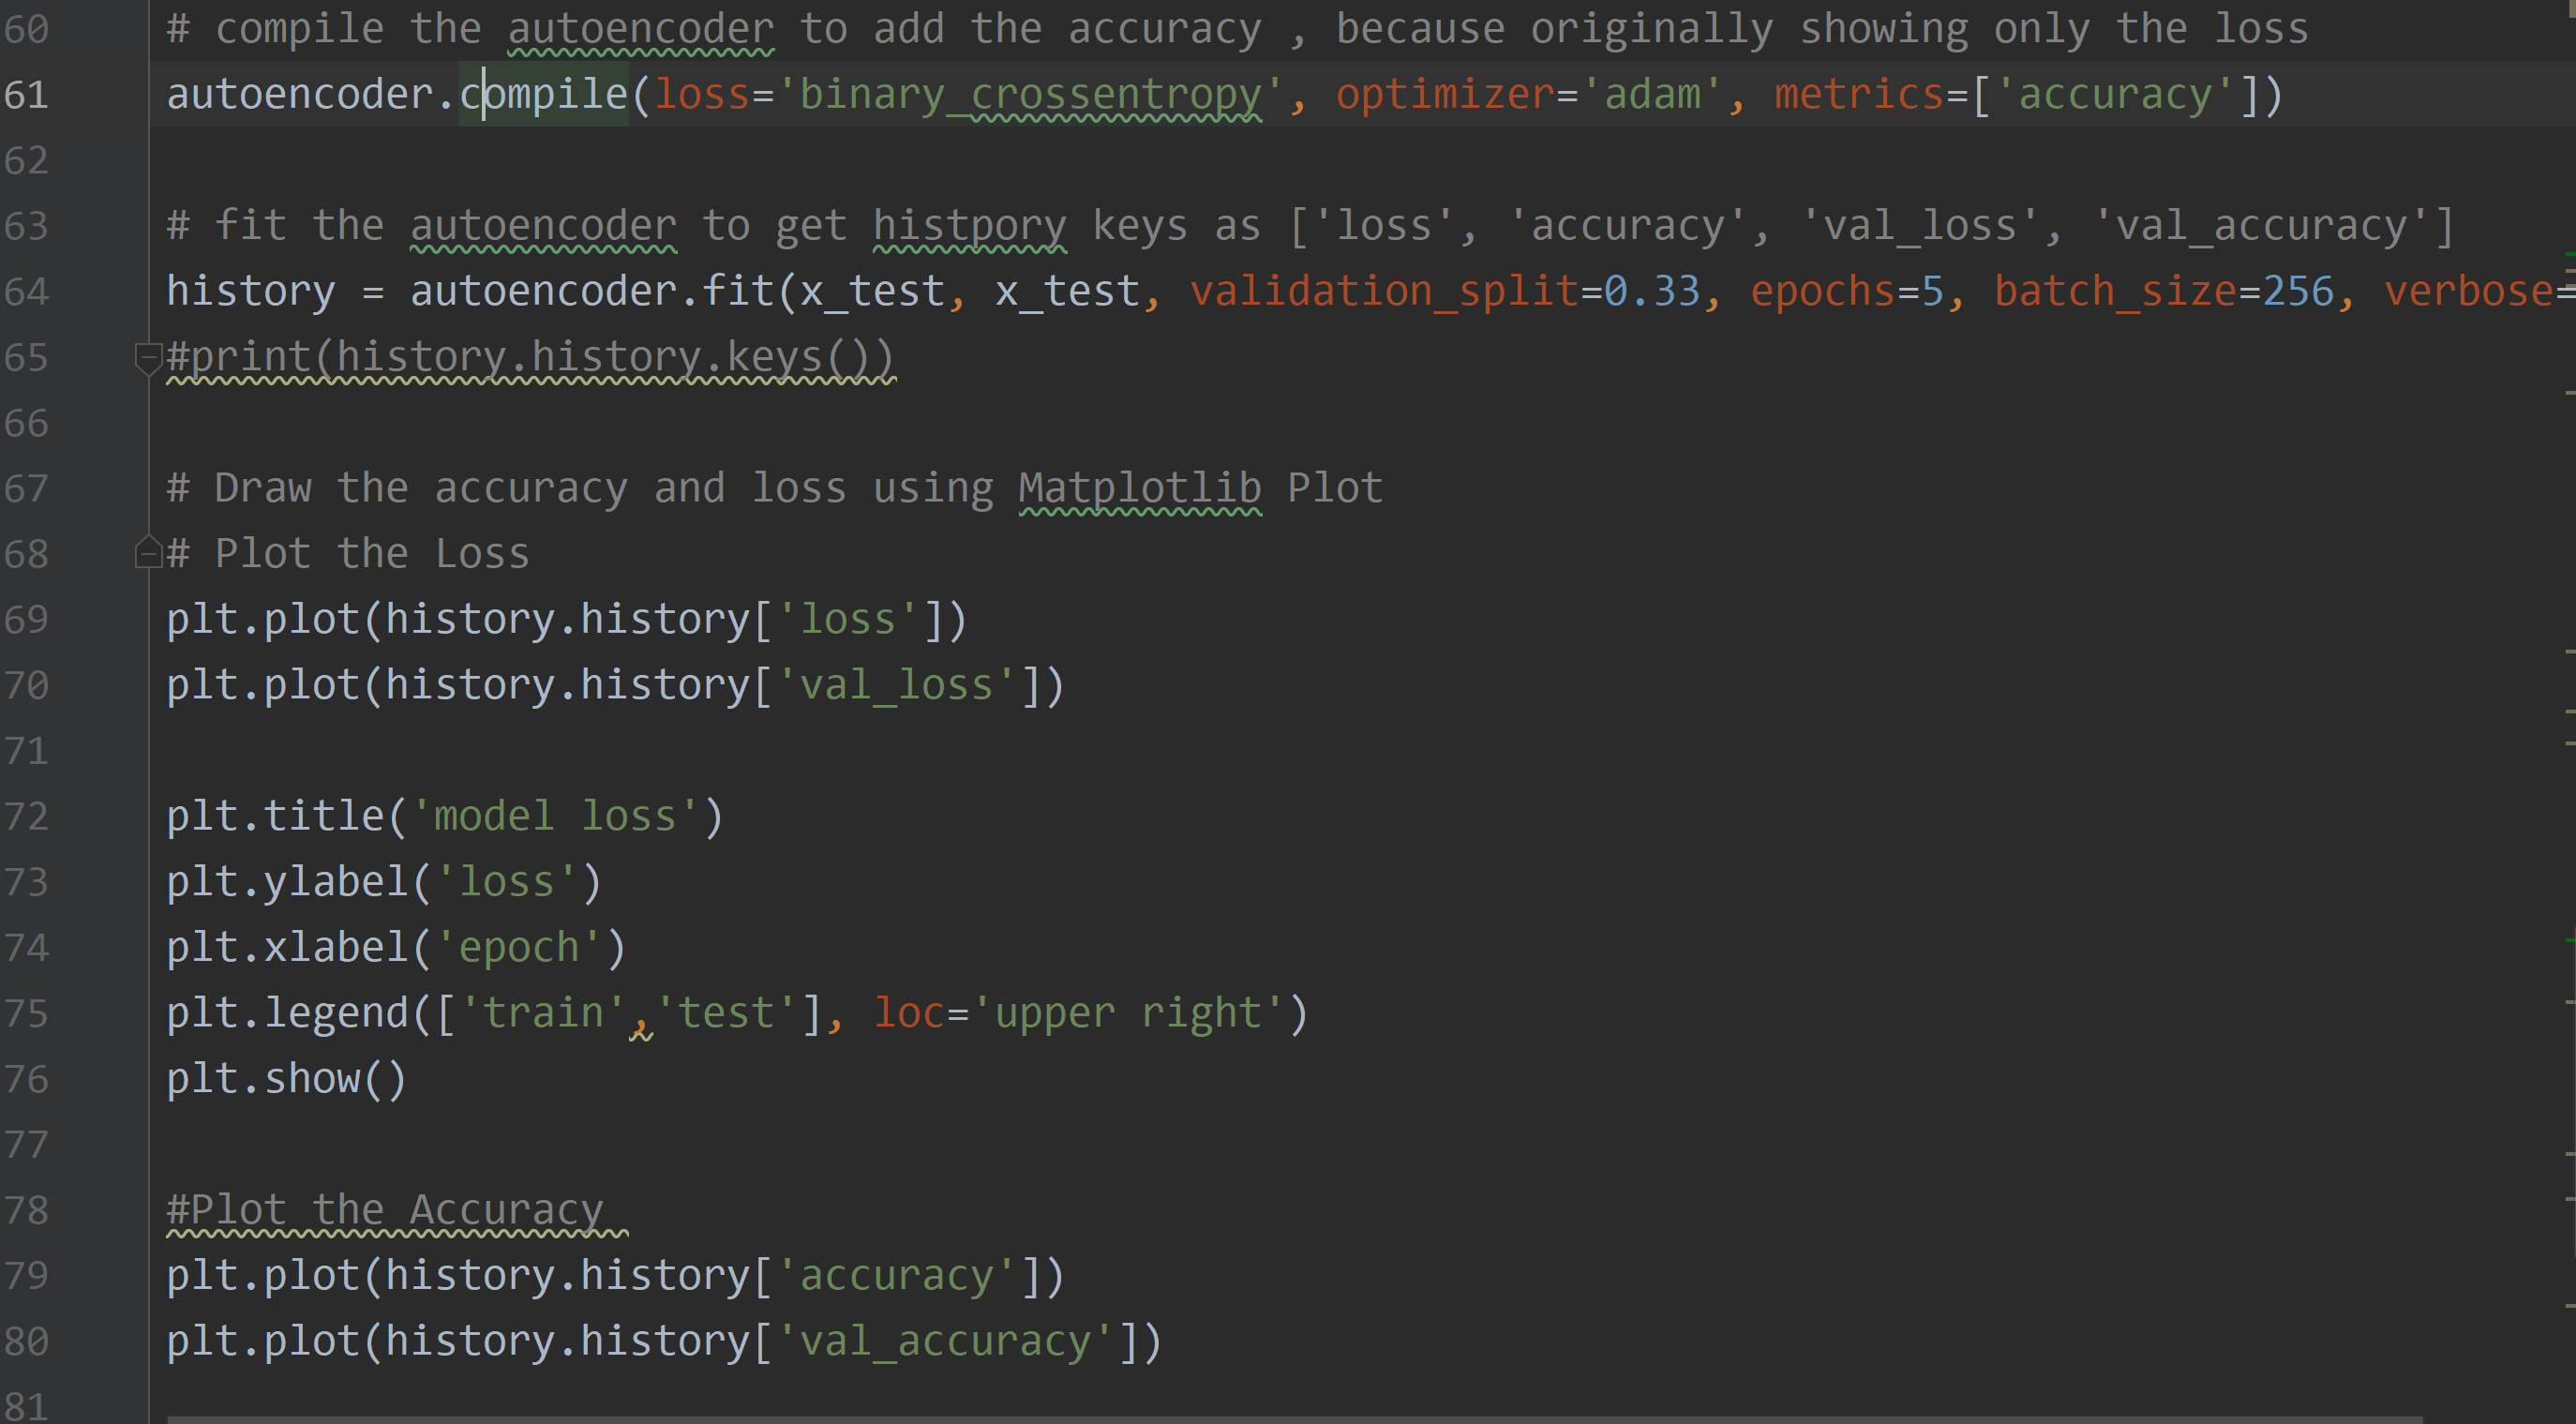 60 # compile the autoencoder to add the accuracy , because originally showing only the loss
61 autoencoder.compile(loss='binary_crossentropy', optimizer='adam', metrics=['accuracy'])
62
63 # fit the autoencoder to get histpory keys as ['loss', 'accuracy', 'val_loss', 'val_accuracy']
64 history = autoencoder.fit(x_test, x_test, validation_split=0.33, epochs=5, batch_size=256, verbose=
65 #print(history.history.keys())
66
67 # Draw the accuracy and loss using Matplotlib Plot
68 # Plot the Loss
69 plt.plot(history.history['loss'])
70 plt.plot(history.history['val_loss'])
71
72 plt.title('model loss')
73 plt.ylabel('loss')
74 plt.xlabel('epoch')
75 plt.legend(['train','test'], loc='upper right')
76 plt.show()
77
78 #Plot the Accuracy
79 plt.plot(history.history['accuracy'])
80 plt.plot(history.history['val_accuracy'])
81